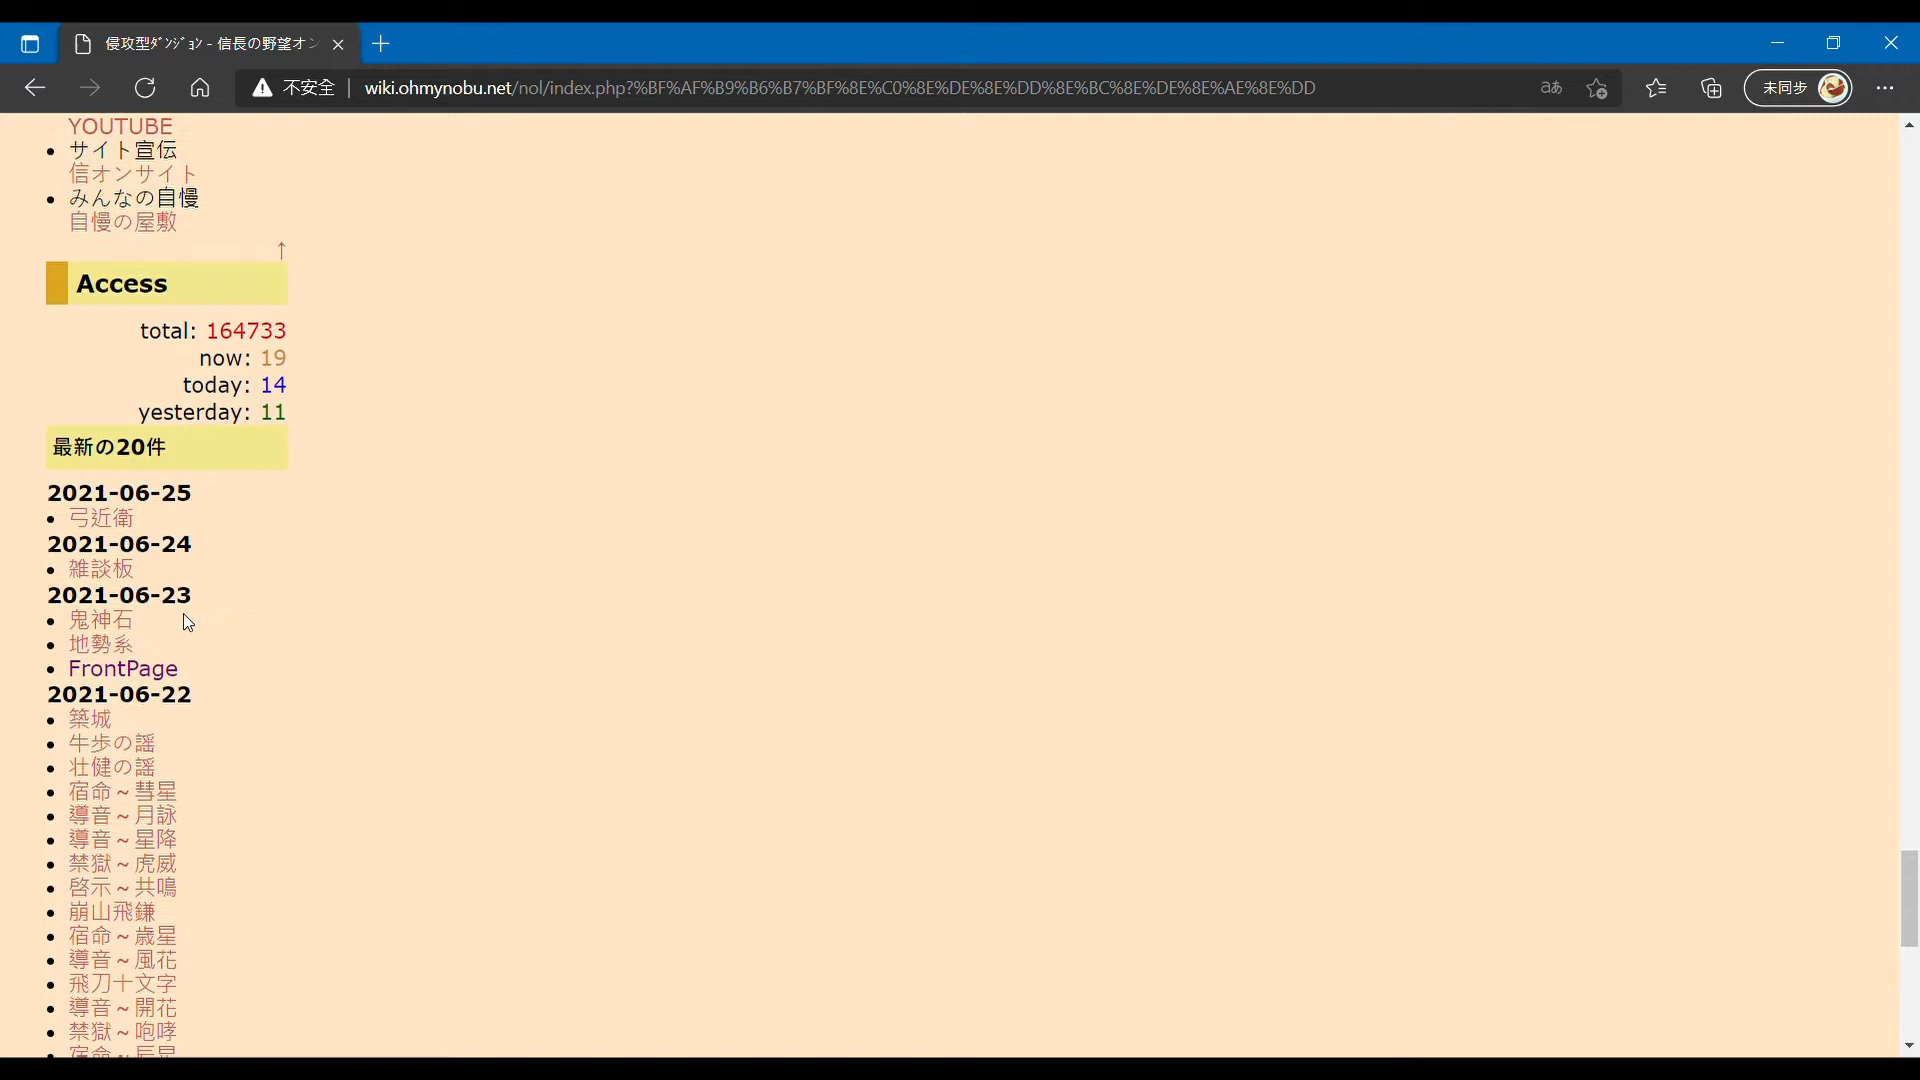 侵攻型ﾀﾞﾝｼﾞｮﾝ - 信長の野望オン
不安全
wiki.ohmynobu.net/nol/index.php?%BF%AF%B9%B6%B7%BF%8E%C0%8E%DE%8E%DD%8E%BC%8E%DE%8E%AE%8E%DD
aあ
未同步
YOUTUBE
サイト宣伝
信オンサイト
みんなの自慢
自慢の屋敷
↑
Access
total: 164733
now: 19
today: 14
yesterday: 11
最新の20件
2021-06-25
弓近衛
2021-06-24
雑談板
2021-06-23
鬼神石
地勢糸
FrontPage
2021-06-22
築城
牛歩の謡
壮健の謡
宿命～彗星
導音～月詠
導音～星降
禁獄～虎威
啓示～共鳴
崩山飛鎌
宿命～歳星
導音～風花
飛刀十文字
導音～開花
禁獄～咆哮
宿命～辰星